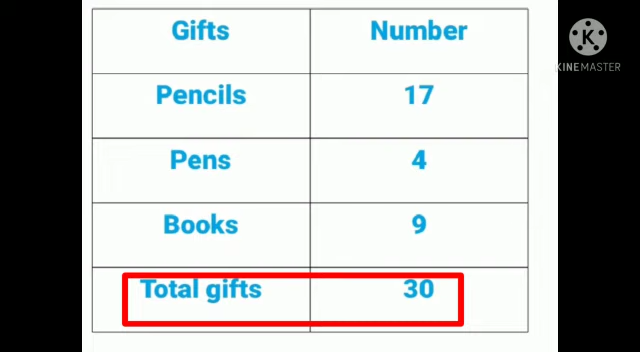 Gifts Number
Pencils 17
Pens 4
Books 9
Total gifts 30
K
KINEMASTER